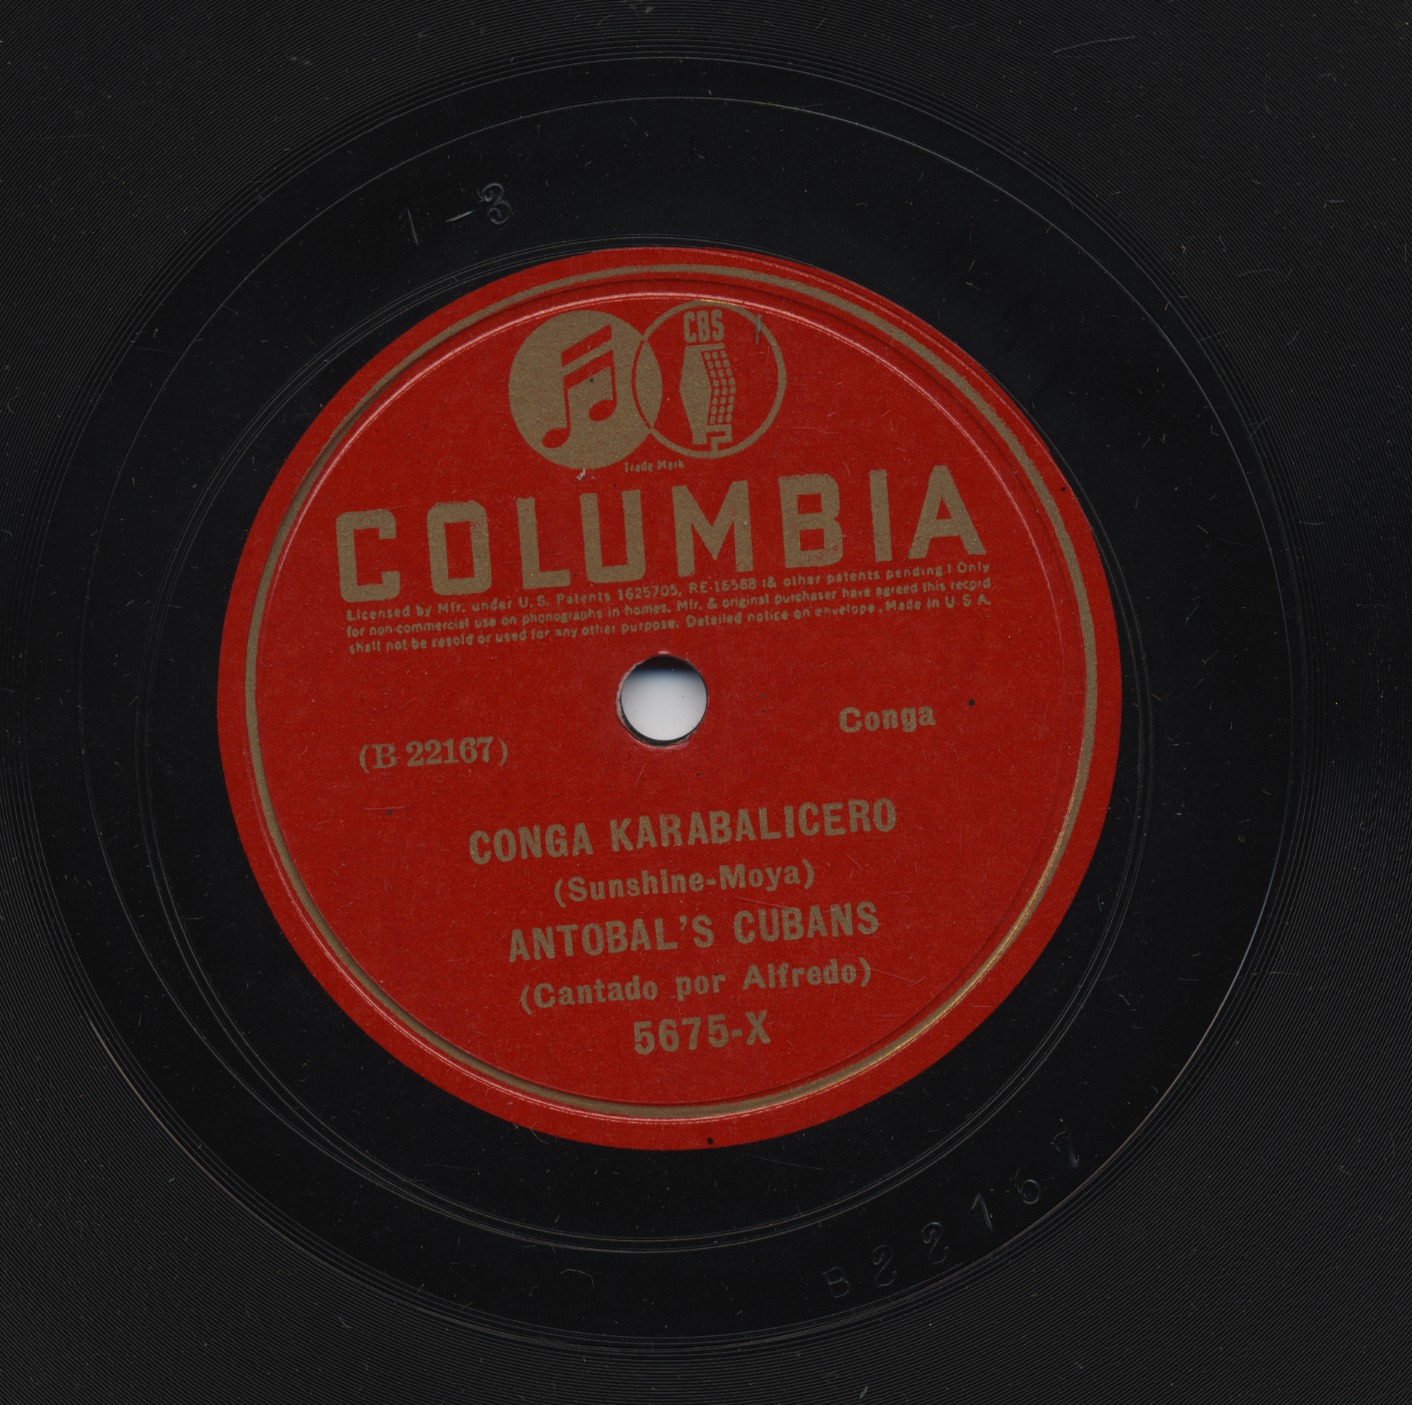 1-3
CBS
Trade Mark
COLUMBIA
Licensed by Mfr. under U. S. Patents 1625705, RE-16588 (& other patents pending) Only
for non-commercial use on phonographs in homes. Mfr. & original purchaser have agreed this record
shall not be resold or used for any other purpose. Detailed notice on envelope. Made in U S A.
Conga
(B 22167)
CONGA KARABALICERO
(Sunshine-Moya)
ANTOBAL'S CUBANS
(Cantado por Alfredo)
5675-X
B22167